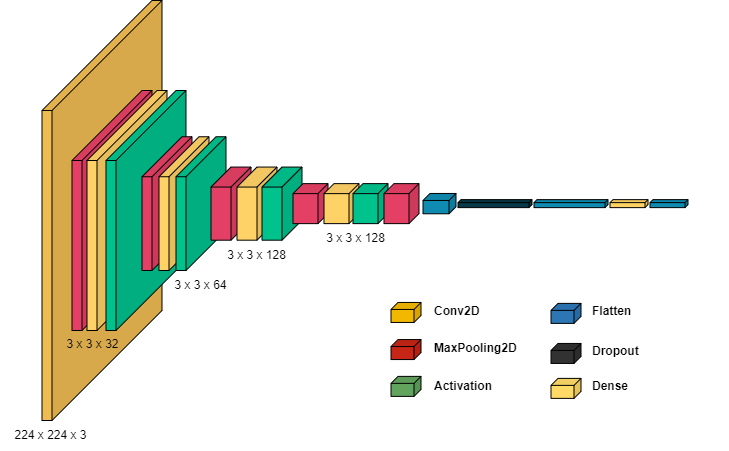 3 x 3 x 128
3 x 3 x 128
3 x 3 x 64
3 x 3 x 32
224 x 224 x 3
Conv2D
MaxPooling2D
Activation
Flatten
Dropout
Dense